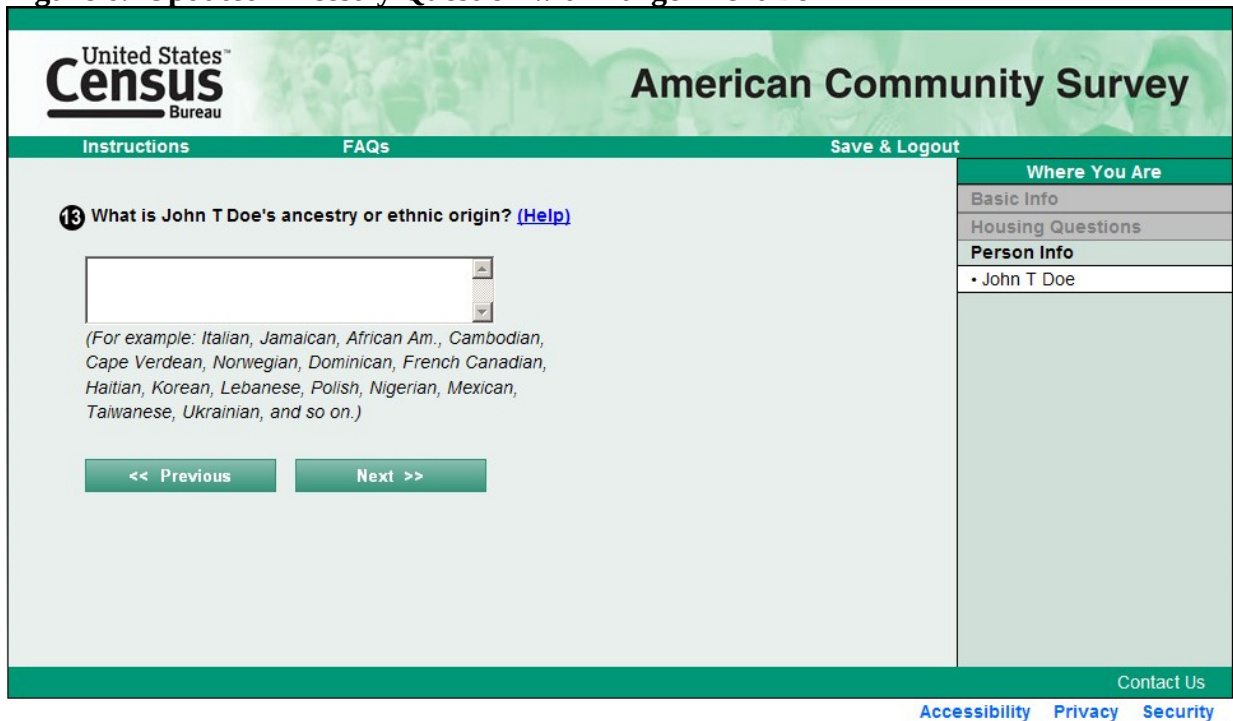 United States™
Census
Bureau
American Community Survey
Instructions FAQs Save & Logout
Where You Are
Basic Info
Housing Questions
Person Info
• John T Doe
13 What is John T Doe's ancestry or ethnic origin? (Help)
(For example: Italian, Jamaican, African Am., Cambodian,
Cape Verdean, Norwegian, Dominican, French Canadian,
Haitian, Korean, Lebanese, Polish, Nigerian, Mexican,
Taiwanese, Ukrainian, and so on.)
<< Previous Next >>
Contact Us
Accessibility Privacy Security